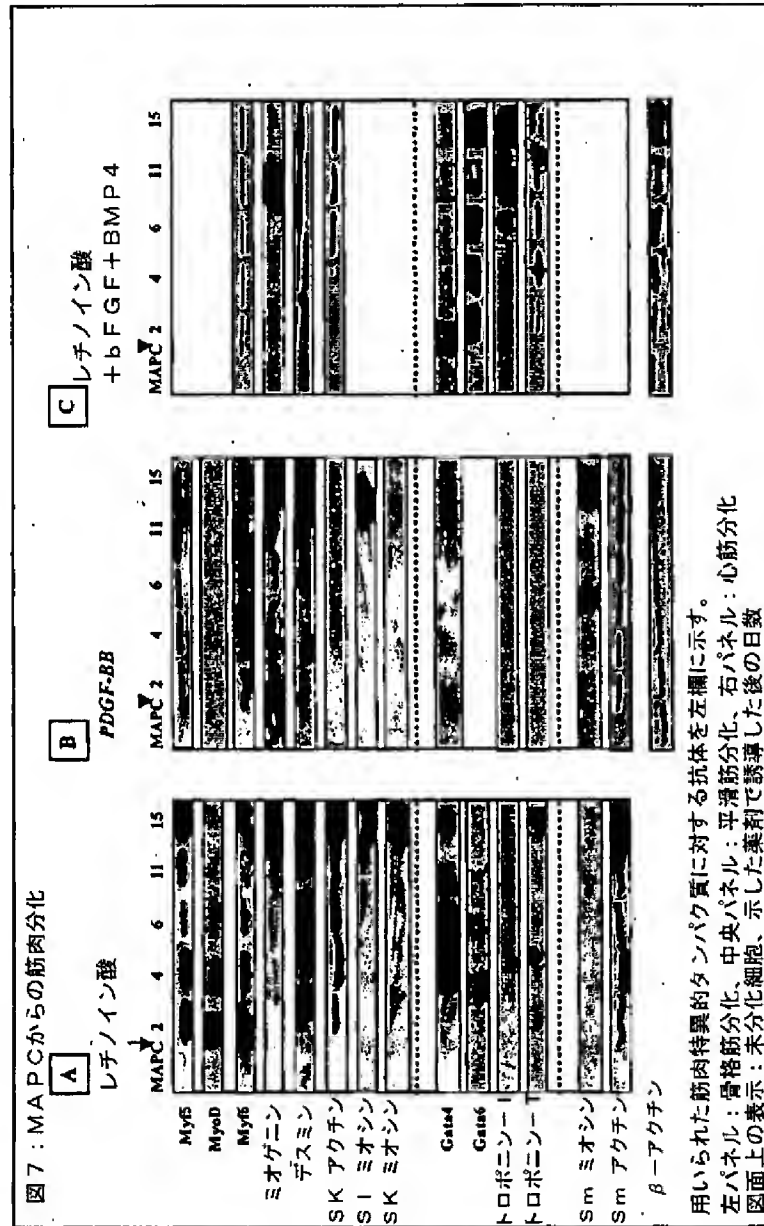 図7：MAPCからの筋肉分化
A
レチノイン酸
B
PDGF-BB
C
レチノイン酸
+bFGF+BMP4
MAPC 2 4 6 11 15
MAPC 2 4 6 11 15
MAPC 2 4 6 11 15
Myf5
MyoD
Myf6
ミオゲニン
デスミン
SK アクチン
SI ミオシン
SK ミオシン
Gata4
Gata6
トロポニン-I
トロポニン-T
Sm ミオシン
Sm アクチン
β-アクチン
用いられた筋肉特異的タンパク質に対する抗体を左欄に示す。
左パネル：骨格筋分化、中央パネル：平滑筋分化、右パネル：心筋分化
図面上の表示：未分化細胞、示した薬剤で誘導した後の日数